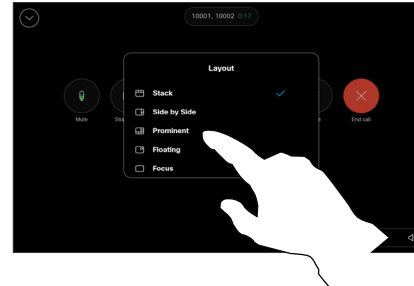 10001, 10002 0:17
Layout
Stack
Side by Side
Prominent
Floating
Focus
Mute
End call